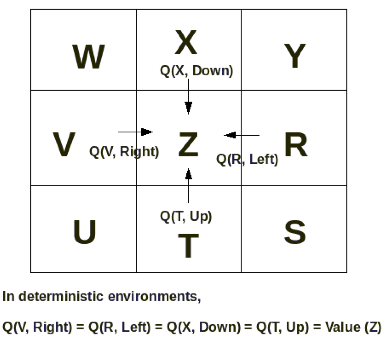 W X Y
Q(X, Down)
V Z R
Q(V, Right) Q(R, Left)
Q(T, Up)
U T S
In deterministic environments,
Q(V, Right) = Q(R, Left) = Q(X, Down) = Q(T, Up) = Value (Z)